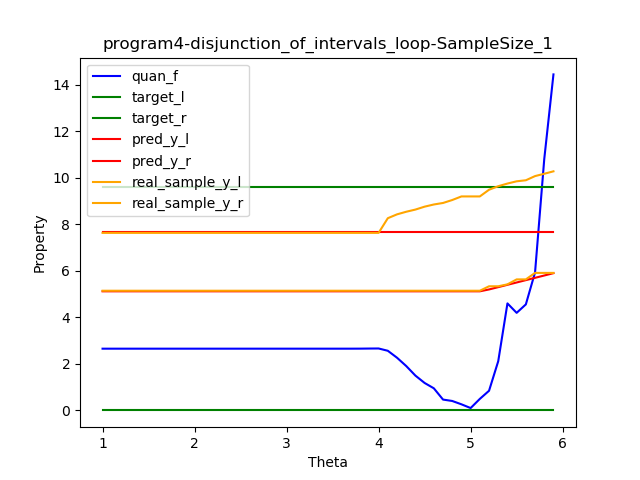 program4-disjunction_of_intervals_loop-SampleSize_1
quan_f
target_l
target_r
pred_y_l
pred_y_r
real_sample_y_l
real_sample_y_r
14
12
10
8
6
4
2
0
Property
1
2
3
4
5
6
Theta